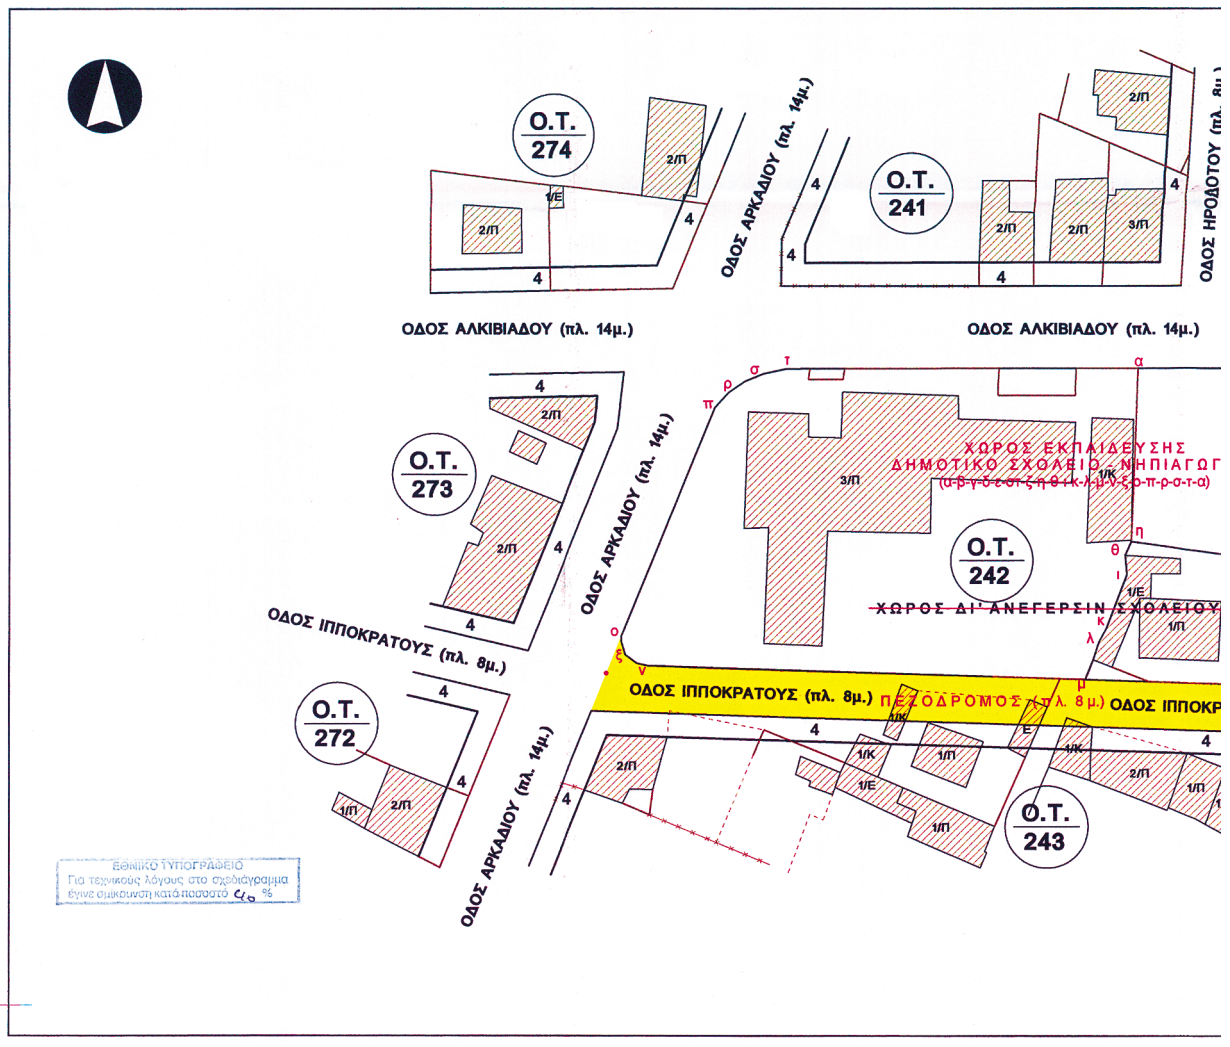 Ο.Τ.
274
2/Π
1/Ε
2/Π
4
4
ΟΔΟΣ ΑΡΚΑΔΙΟΥ (πλ. 14μ.)
4
4
Ο.Τ.
241
2/Π
2/Π
2/Π
3/Π
4
4
ΟΔΟΣ ΗΡΟΔΟΤΟΥ (πλ. 8μ.)
ΟΔΟΣ ΑΛΚΙΒΙΑΔΟΥ (πλ. 14μ.)
ΟΔΟΣ ΑΛΚΙΒΙΑΔΟΥ (πλ. 14μ.)
4
2/Π
Ο.Τ.
273
2/Π
4
4
ΟΔΟΣ ΑΡΚΑΔΙΟΥ (πλ. 14μ.)
π
ρ
σ
τ
α
3/Π
ΧΩΡΟΣ ΕΚΠΑΙΔΕΥΣΗΣ
ΔΗΜΟΤΙΚΟ ΣΧΟΛΕΙΟ - ΝΗΠΙΑΓΩΓ
(α-β-γ-δ-ε-στ-ζ-η-θ-ι-κ-λ-μ-ν-ξ-ο-π-ρ-σ-τ-α)
1/Κ
Ο.Τ.
242
η
θ
ι
1/Ε
ΧΩΡΟΣ ΔΙ' ΑΝΕΓΕΡΣΙΝ ΣΧΟΛΕΙΟΥ
κ
λ
1/Π
ΟΔΟΣ ΙΠΠΟΚΡΑΤΟΥΣ (πλ. 8μ.)
ο
ξ
ν
μ
ΟΔΟΣ ΙΠΠΟΚΡΑΤΟΥΣ (πλ. 8μ.)
ΠΕΖΟΔΡΟΜΟΣ (πλ. 8μ.)
ΟΔΟΣ ΙΠΠΟΚΡ
4
Ο.Τ.
272
4
1/Π
2/Π
ΟΔΟΣ ΑΡΚΑΔΙΟΥ (πλ. 14μ.)
4
2/Π
4
1/Κ
1/Κ
1/Ε
1/Π
1/Π
Ε
1/Κ
2/Π
1/Π
4
Ο.Τ.
243
ΕΘΝΙΚΟ ΤΥΠΟΓΡΑΦΕΙΟ
Για τεχνικούς λόγους στο σχεδιάγραμμα
έγινε σμίκρυνση κατά ποσοστό %